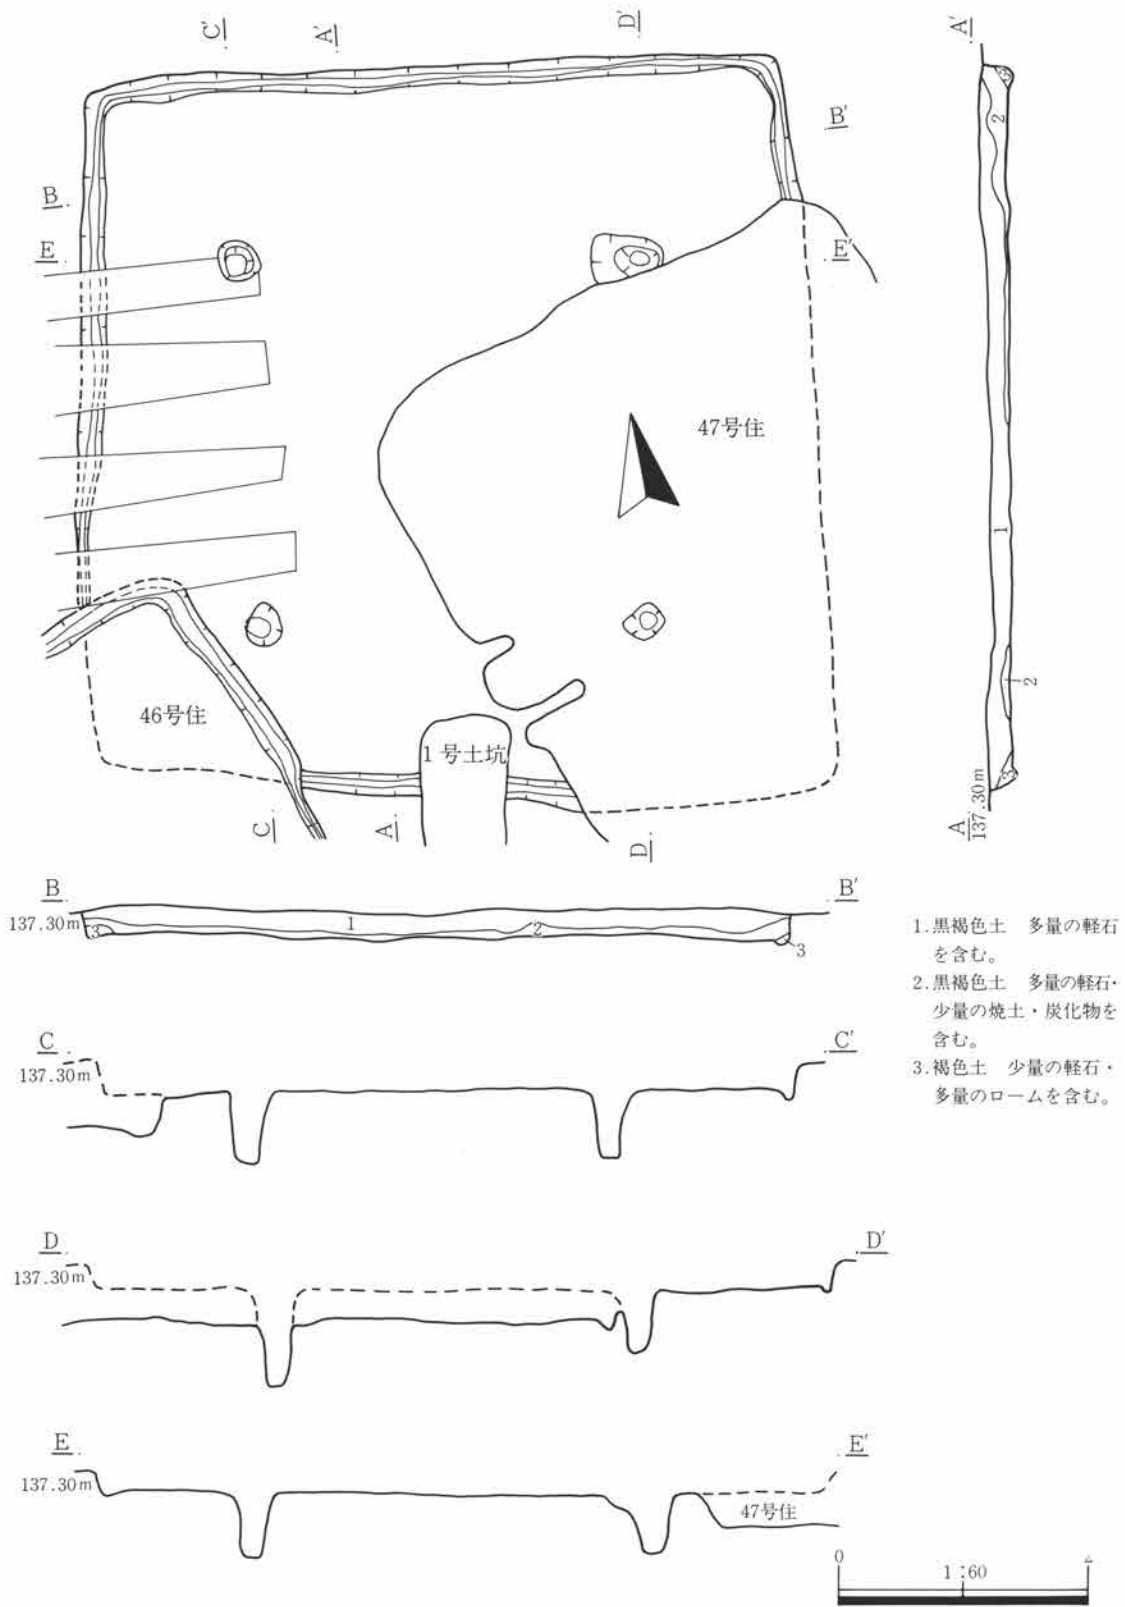 C′
A′
D′
A′
B′
B
E
E′
2
3
47号住
1
46号住
1号土坑
2
3
C
A
D
A
137.30m
B
B′
137.30m
3
1
2
3
1.黒褐色土　多量の軽石
を含む。
2.黒褐色土　多量の軽石・
少量の焼土・炭化物を
含む。
3.褐色土　少量の軽石・
多量のロームを含む。
C
C′
137.30m
D
D′
137.30m
E
E′
137.30m
47号住
0
1:60